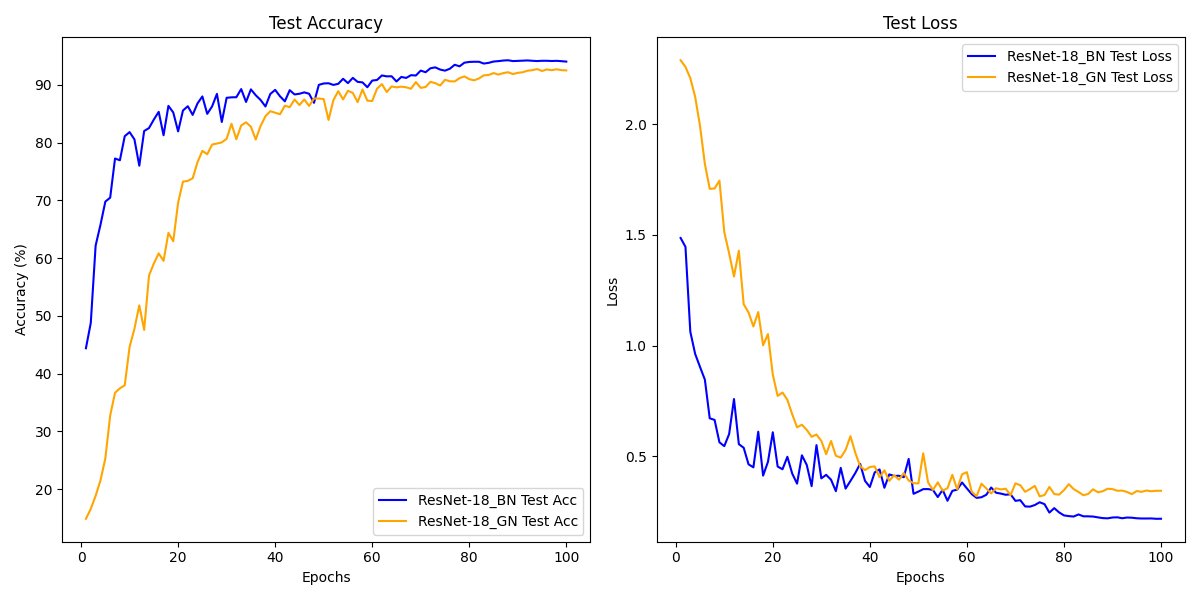 Test Accuracy
Accuracy (%)
90
80
70
60
50
40
30
20
0 20 40 60 80 100
Epochs
ResNet-18_BN Test Acc
ResNet-18_GN Test Acc
Test Loss
Loss
2.0
1.5
1.0
0.5
0 20 40 60 80 100
Epochs
ResNet-18_BN Test Loss
ResNet-18_GN Test Loss